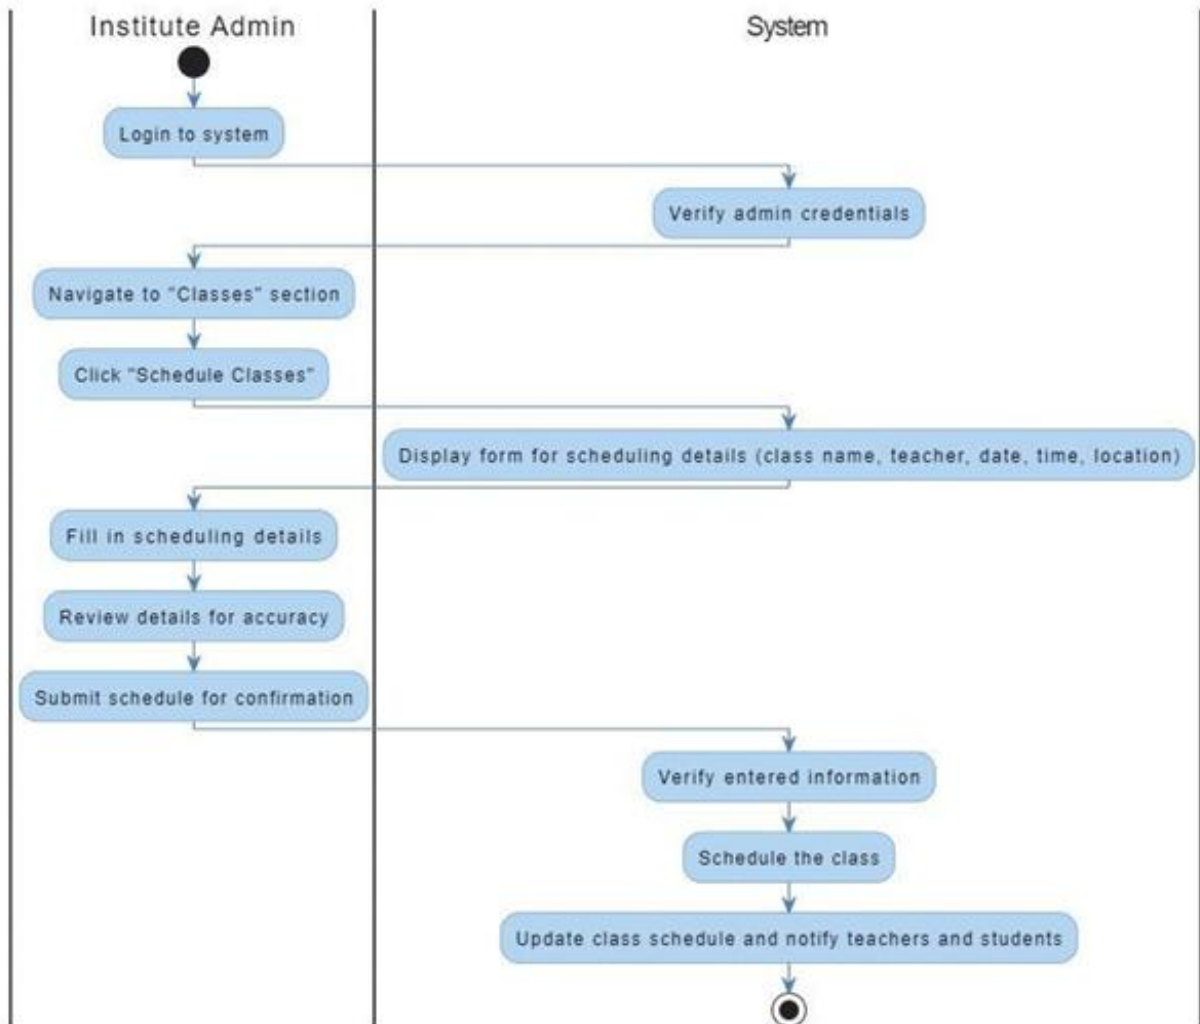 Institute Admin
System
Login to system
Verify admin credentials
Navigate to "Classes" section
Click "Schedule Classes"
Display form for scheduling details (class name, teacher, date, time, location)
Fill in scheduling details
Review details for accuracy
Submit schedule for confirmation
Verify entered information
Schedule the class
Update class schedule and notify teachers and students